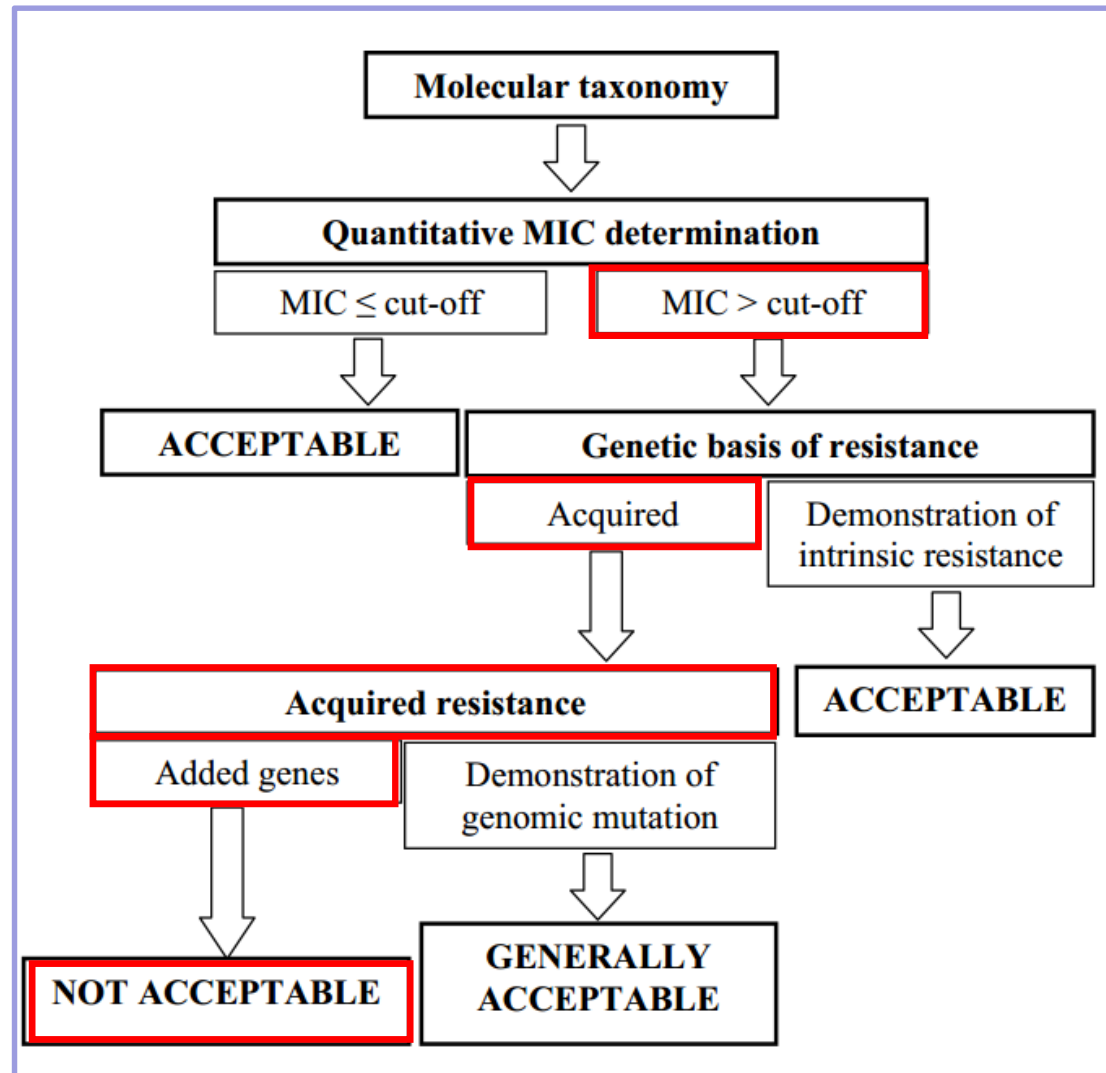 Molecular taxonomy
Quantitative MIC determination
MIC ≤ cut-off
MIC > cut-off
ACCEPTABLE
Genetic basis of resistance
Acquired
Demonstration of
intrinsic resistance
Acquired resistance
ACCEPTABLE
Added genes
Demonstration of
genomic mutation
NOT ACCEPTABLE
GENERALLY
ACCEPTABLE